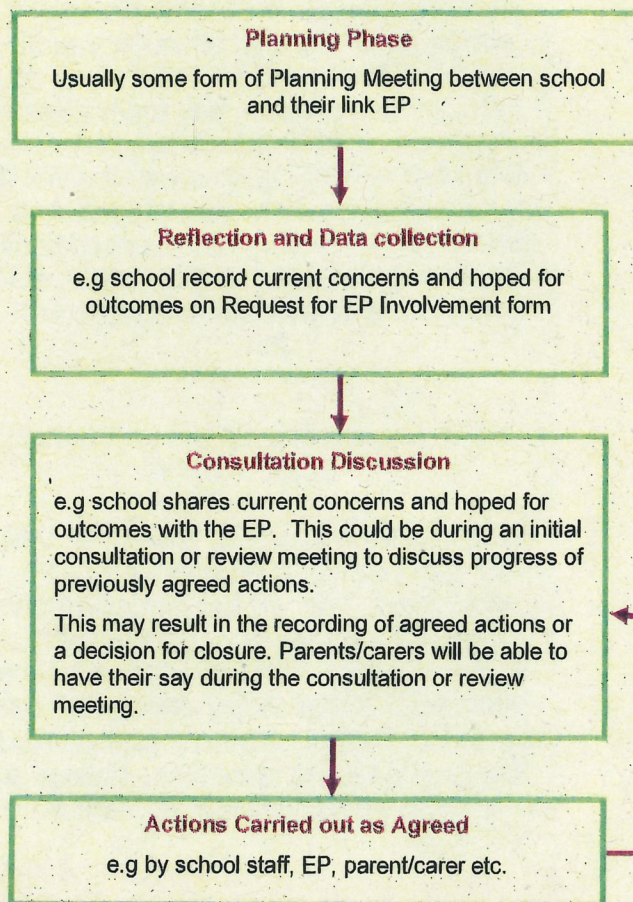 Planning Phase
Usually some form of Planning Meeting between school
and their link EP
Reflection and Data collection
e.g school record current concerns and hoped for
outcomes on Request for EP Involvement form
Consultation Discussion
e.g school shares current concerns and hoped for
outcomes with the EP. This could be during an initial
consultation or review meeting to discuss progress of
previously agreed actions.
This may result in the recording of agreed actions or
a decision for closure. Parents/carers will be able to
have their say during the consultation or review
meeting.
Actions Carried out as Agreed
e.g by school staff, EP, parent/carer etc.